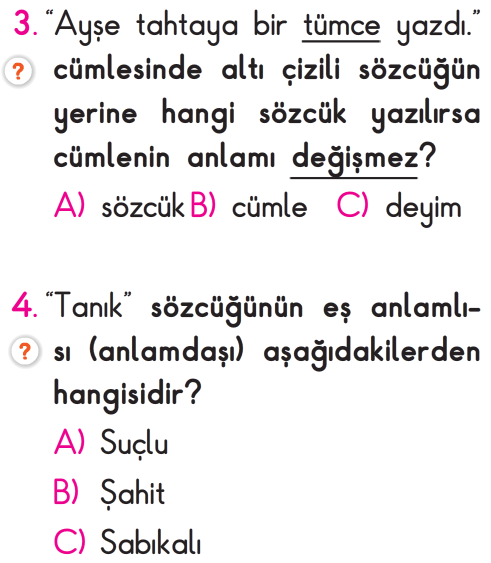 3. “Ayşe tahtaya bir tümce yazdı.”
? cümlesinde altı çizili sözcüğün
yerine hangi sözcük yazılırsa
cümlenin anlamı değişmez?
A) sözcük B) cümle C) deyim
4. “Tanık” sözcüğünün eş anlamlı-
? sı (anlamdaşı) aşağıdakilerden
hangisidir?
A) Suçlu
B) Şahit
C) Sabıkalı